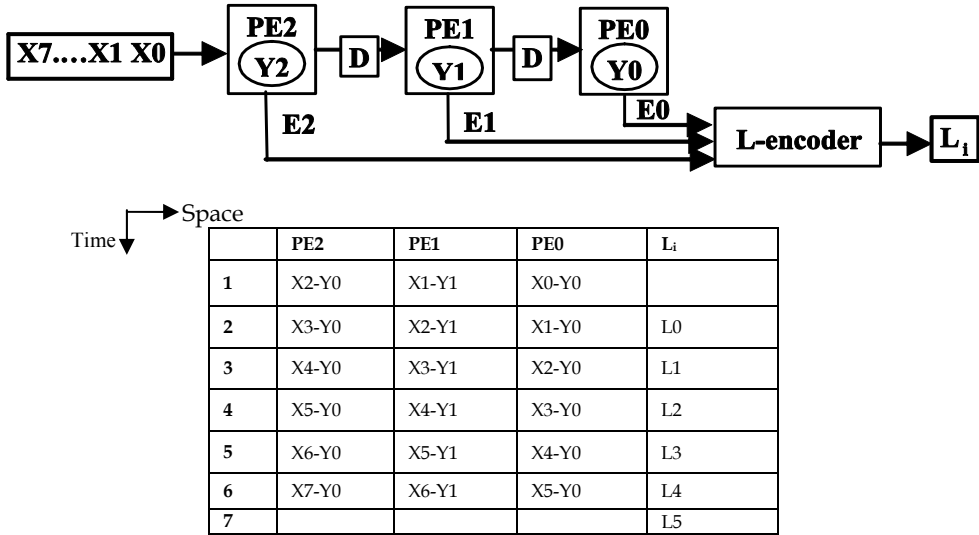 PE2 PE1 PE0
X7....X1 X0 Y2 D Y1 D Y0
E2 E1 E0
L-encoder Li
Space
Time
PE2 PE1 PE0 Li
1 X2-Y0 X1-Y1 X0-Y0
2 X3-Y0 X2-Y1 X1-Y0 L0
3 X4-Y0 X3-Y1 X2-Y0 L1
4 X5-Y0 X4-Y1 X3-Y0 L2
5 X6-Y0 X5-Y1 X4-Y0 L3
6 X7-Y0 X6-Y1 X5-Y0 L4
7 L5